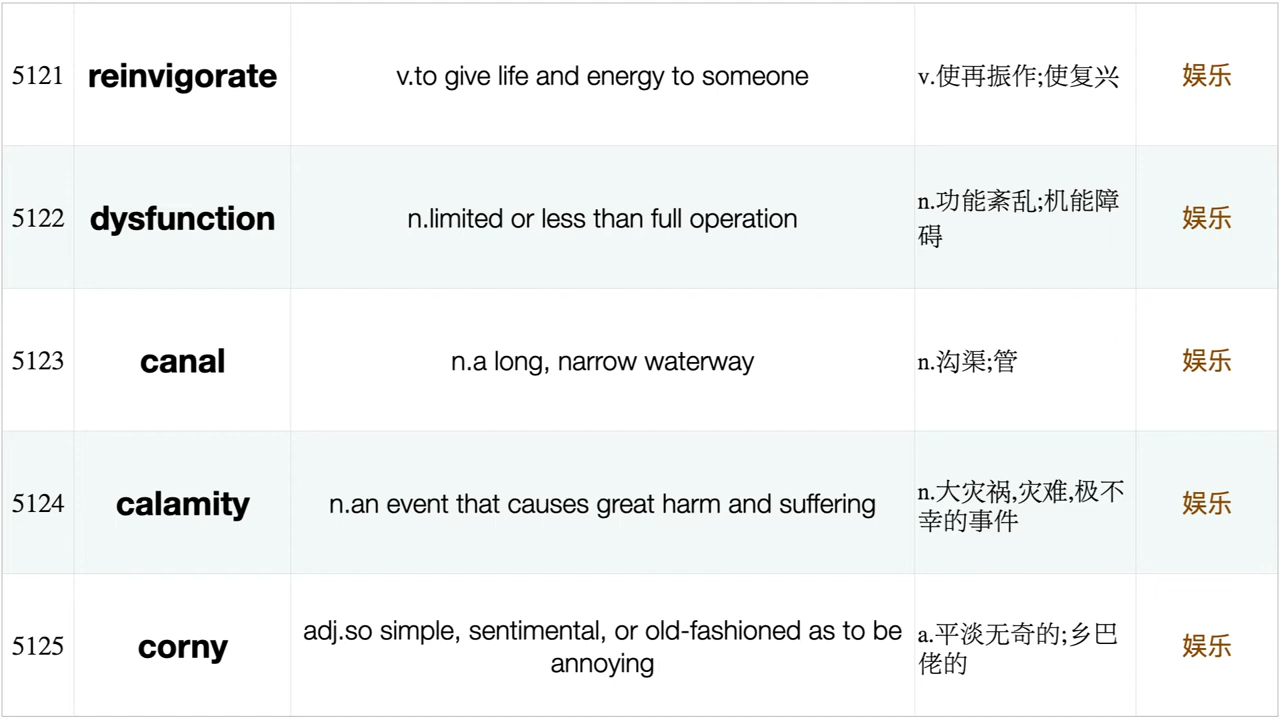 5121 reinvigorate v.to give life and energy to someone v.使再振作;使复兴 娱乐
5122 dysfunction n.limited or less than full operation n.功能紊乱;机能障
碍 娱乐
5123 canal n.a long, narrow waterway n.沟渠;管 娱乐
5124 calamity n.an event that causes great harm and suffering n.大灾祸,灾难,极不
幸的事件 娱乐
5125 corny adj.so simple, sentimental, or old-fashioned as to be
annoying a.平淡无奇的;乡巴
佬的 娱乐